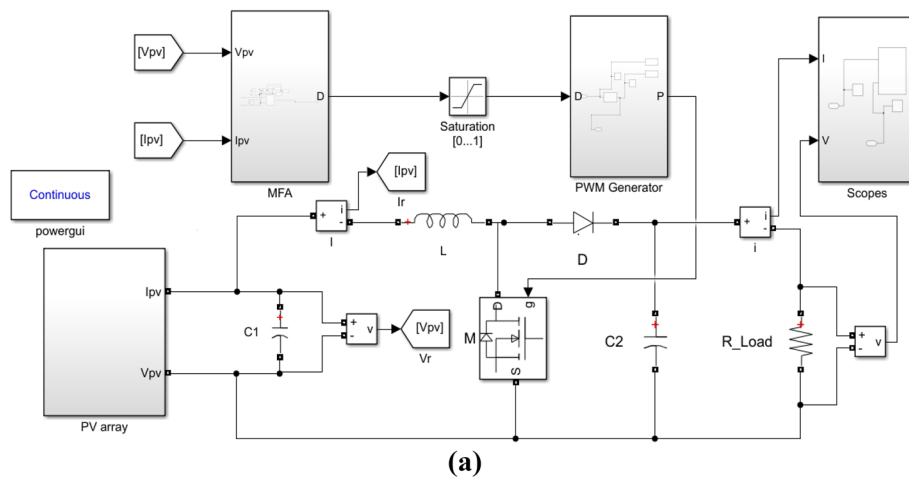 [Vpv]
Vpv
[Ipv]
Ipv
D
MFA
Saturation
[0...1]
D
P
PWM Generator
I
V
Scopes
Continuous
powergui
[Ipv]
Ir
+
-
i
I
+
L
D
+
-
i
i
Ipv
Vpv
PV array
C1
+
+
-
v
[Vpv]
Vr
M
D
g
S
C2
+
R_Load
+
+
-
v
(a)